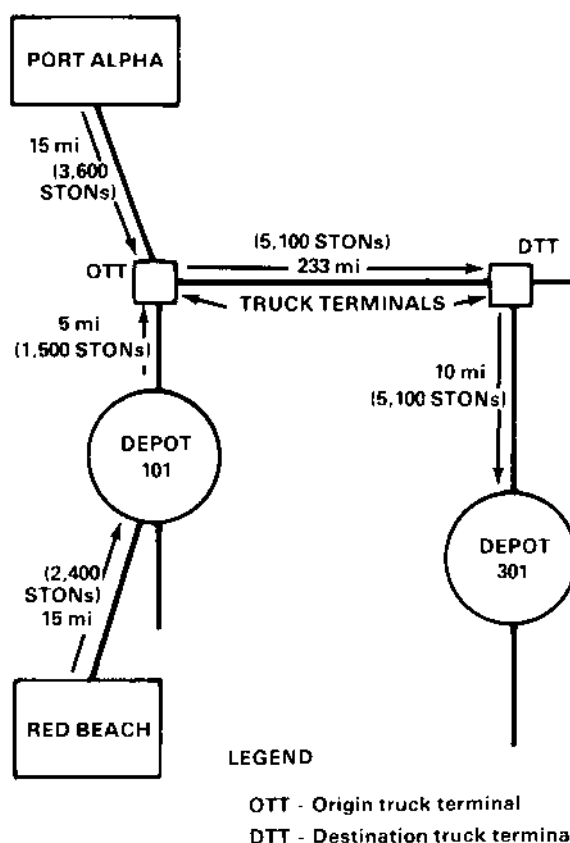 PORT ALPHA
15 mi
(3,600
STONs)
(5,100 STONs)
233 mi
DTT
OTT
TRUCK TERMINALS
5 mi
(1,500 STONs)
10 mi
(5,100 STONs)
DEPOT
101
DEPOT
301
(2,400
STONs)
15 mi
RED BEACH
LEGEND
OTT - Origin truck terminal
DTT - Destination truck termina